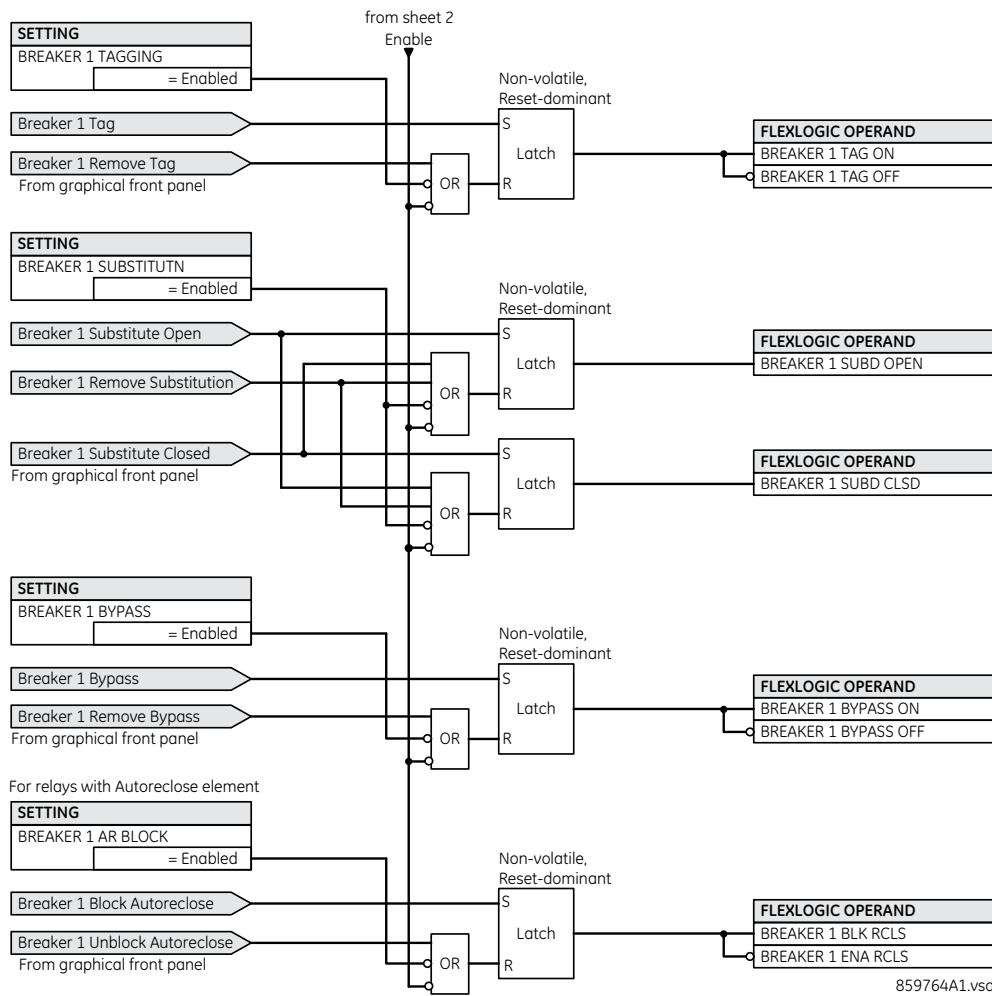 from sheet 2
Enable
SETTING
BREAKER 1 TAGGING
= Enabled
Non-volatile,
Reset-dominant
Breaker 1 Tag
S
Latch
R
Breaker 1 Remove Tag
From graphical front panel
OR
FLEXLOGIC OPERAND
BREAKER 1 TAG ON
BREAKER 1 TAG OFF
SETTING
BREAKER 1 SUBSTITUTN
= Enabled
Non-volatile,
Reset-dominant
Breaker 1 Substitute Open
S
Latch
R
Breaker 1 Remove Substitution
OR
FLEXLOGIC OPERAND
BREAKER 1 SUBD OPEN
Breaker 1 Substitute Closed
From graphical front panel
S
Latch
R
OR
FLEXLOGIC OPERAND
BREAKER 1 SUBD CLSD
SETTING
BREAKER 1 BYPASS
= Enabled
Non-volatile,
Reset-dominant
Breaker 1 Bypass
S
Latch
R
Breaker 1 Remove Bypass
From graphical front panel
OR
FLEXLOGIC OPERAND
BREAKER 1 BYPASS ON
BREAKER 1 BYPASS OFF
For relays with Autoreclose element
SETTING
BREAKER 1 AR BLOCK
= Enabled
Non-volatile,
Reset-dominant
Breaker 1 Block Autoreclose
S
Latch
R
Breaker 1 Unblock Autoreclose
From graphical front panel
OR
FLEXLOGIC OPERAND
BREAKER 1 BLK RCLS
BREAKER 1 ENA RCLS
859764A1.vsd